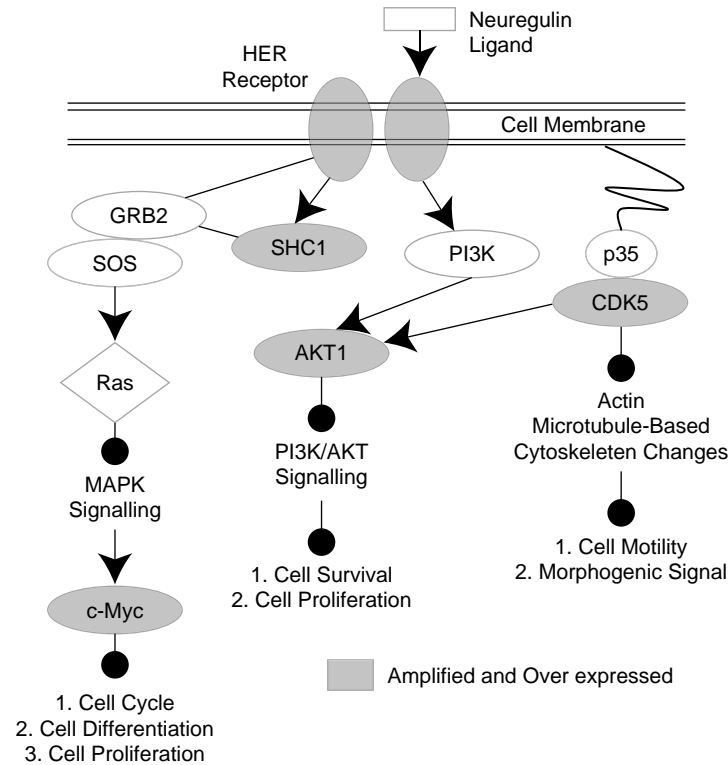 Neuregulin
Ligand
HER
Receptor
Cell Membrane
GRB2
SOS
SHC1
PI3K
p35
CDK5
AKT1
Ras
Actin
Microtubule-Based
Cytoskeleten Changes
PI3K/AKT
Signalling
MAPK
Signalling
1. Cell Motility
2. Morphogenic Signal
1. Cell Survival
2. Cell Proliferation
c-Myc
Amplified and Over expressed
1. Cell Cycle
2. Cell Differentiation
3. Cell Proliferation